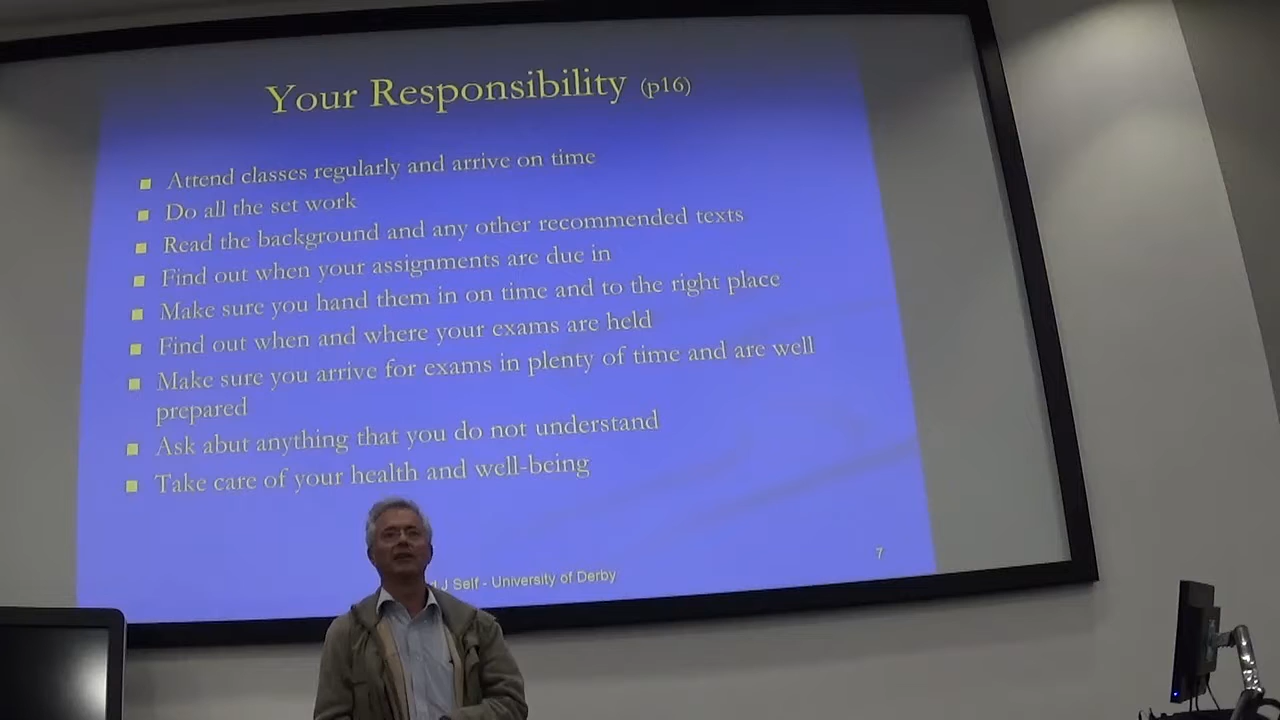 Your Responsibility (p16)
Attend classes regularly and arrive on time
Do all the set work
Read the background and any other recommended texts
Find out when your assignments are due in
Make sure you hand them in on time and to the right place
Find out when and where your exams are held
Make sure you arrive for exams in plenty of time and are well
prepared
Ask abut anything that you do not understand
Take care of your health and well-being
J Self - University of Derby
7